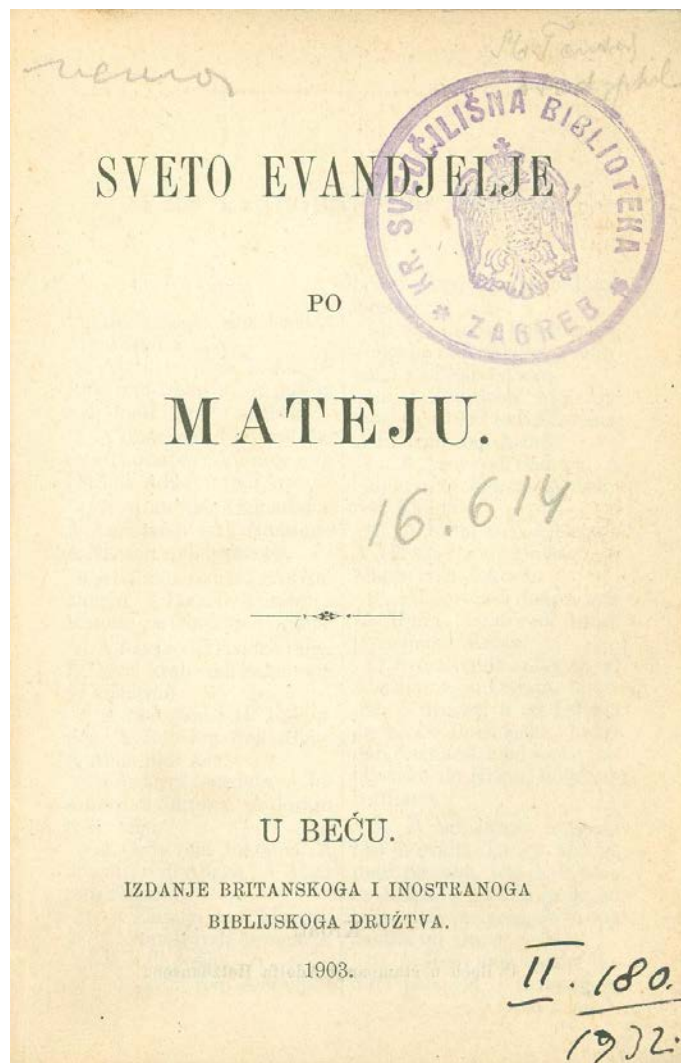 KR. SVEUČILIŠNA BIBLIOTEKA
* ZAGREB *
SVETO EVANDJELJE
PO
MATEJU.
16.614
U BEČU.
IZDANJE BRITANSKOGA I INOSTRANOGA
BIBLIJSKOGA DRUŽTVA.
1903.
II. 180.
1932.